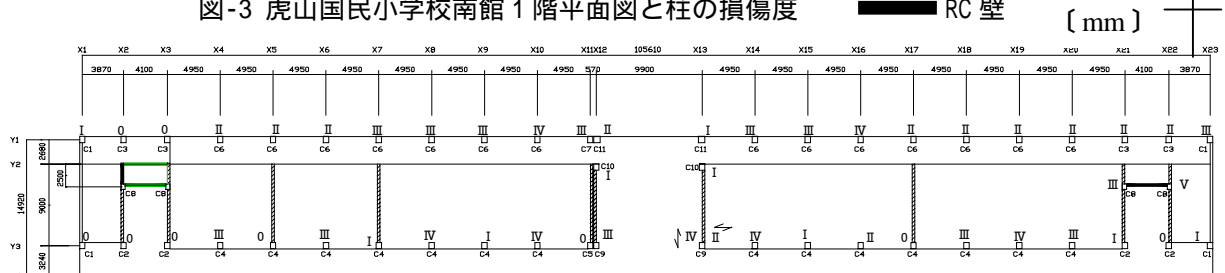 図-3 虎山国民小学校南館 1 階平面図と柱の損傷度 RC 壁 〔mm〕
X1 X2 X3 X4 X5 X6 X7 X8 X9 X10 X11X12 105610 X13 X14 X15 X16 X17 X18 X19 X20 X21 X22 X23
3870 4100 4950 4950 4950 4950 4950 4950 4950 4950 570 9900 4950 4950 4950 4950 4950 4950 4950 4950 4100 3870
I 0 0 Ⅱ Ⅱ Ⅱ Ⅲ Ⅲ Ⅲ Ⅳ Ⅲ Ⅱ I Ⅲ Ⅲ Ⅳ Ⅱ Ⅱ Ⅱ Ⅱ Ⅱ Ⅱ Ⅲ
Y1 C1 C3 C3 C6 C6 C6 C6 C6 C6 C6 C7 C11 C11 C6 C6 C6 C6 C6 C6 C6 C3 C3 C1
2680
Y2 C10 C10
I I
2500 C8 C8 Ⅲ C8 C8 Ⅴ
14920 9000
0 0 0 Ⅲ 0 Ⅲ I Ⅳ I Ⅳ 0 Ⅲ Ⅳ Ⅱ Ⅳ I Ⅱ 0 Ⅲ Ⅳ Ⅲ I 0 I
Y3 C1 C2 C2 C4 C4 C4 C4 C4 C4 C4 C5 C9 C9 C4 C4 C4 C4 C4 C4 C4 C2 C2 C1
3240